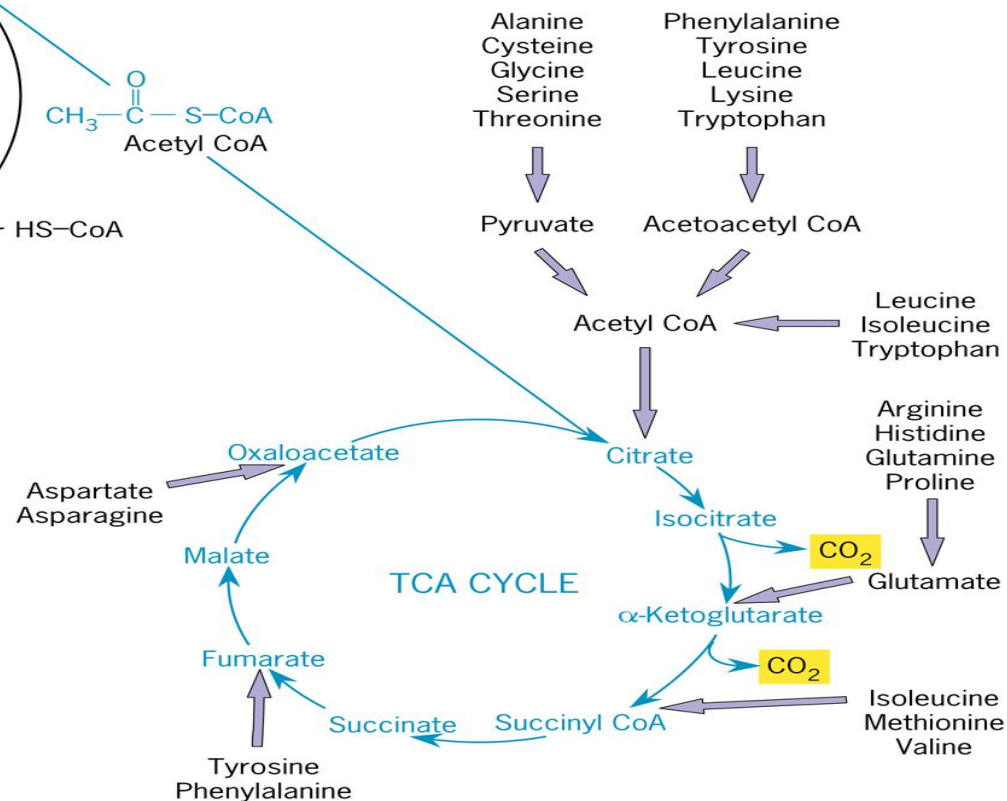 Alanine
Cysteine
Glycine
Serine
Threonine
Phenylalanine
Tyrosine
Leucine
Lysine
Tryptophan
O
CH3—C—S—CoA
Acetyl CoA
HS—CoA
Pyruvate
Acetoacetyl CoA
Acetyl CoA
Leucine
Isoleucine
Tryptophan
Arginine
Histidine
Glutamine
Proline
Oxaloacetate
Citrate
Aspartate
Asparagine
Isocitrate
Malate
CO2
TCA CYCLE
Glutamate
α-Ketoglutarate
Fumarate
CO2
Succinate
Succinyl CoA
Isoleucine
Methionine
Valine
Tyrosine
Phenylalanine